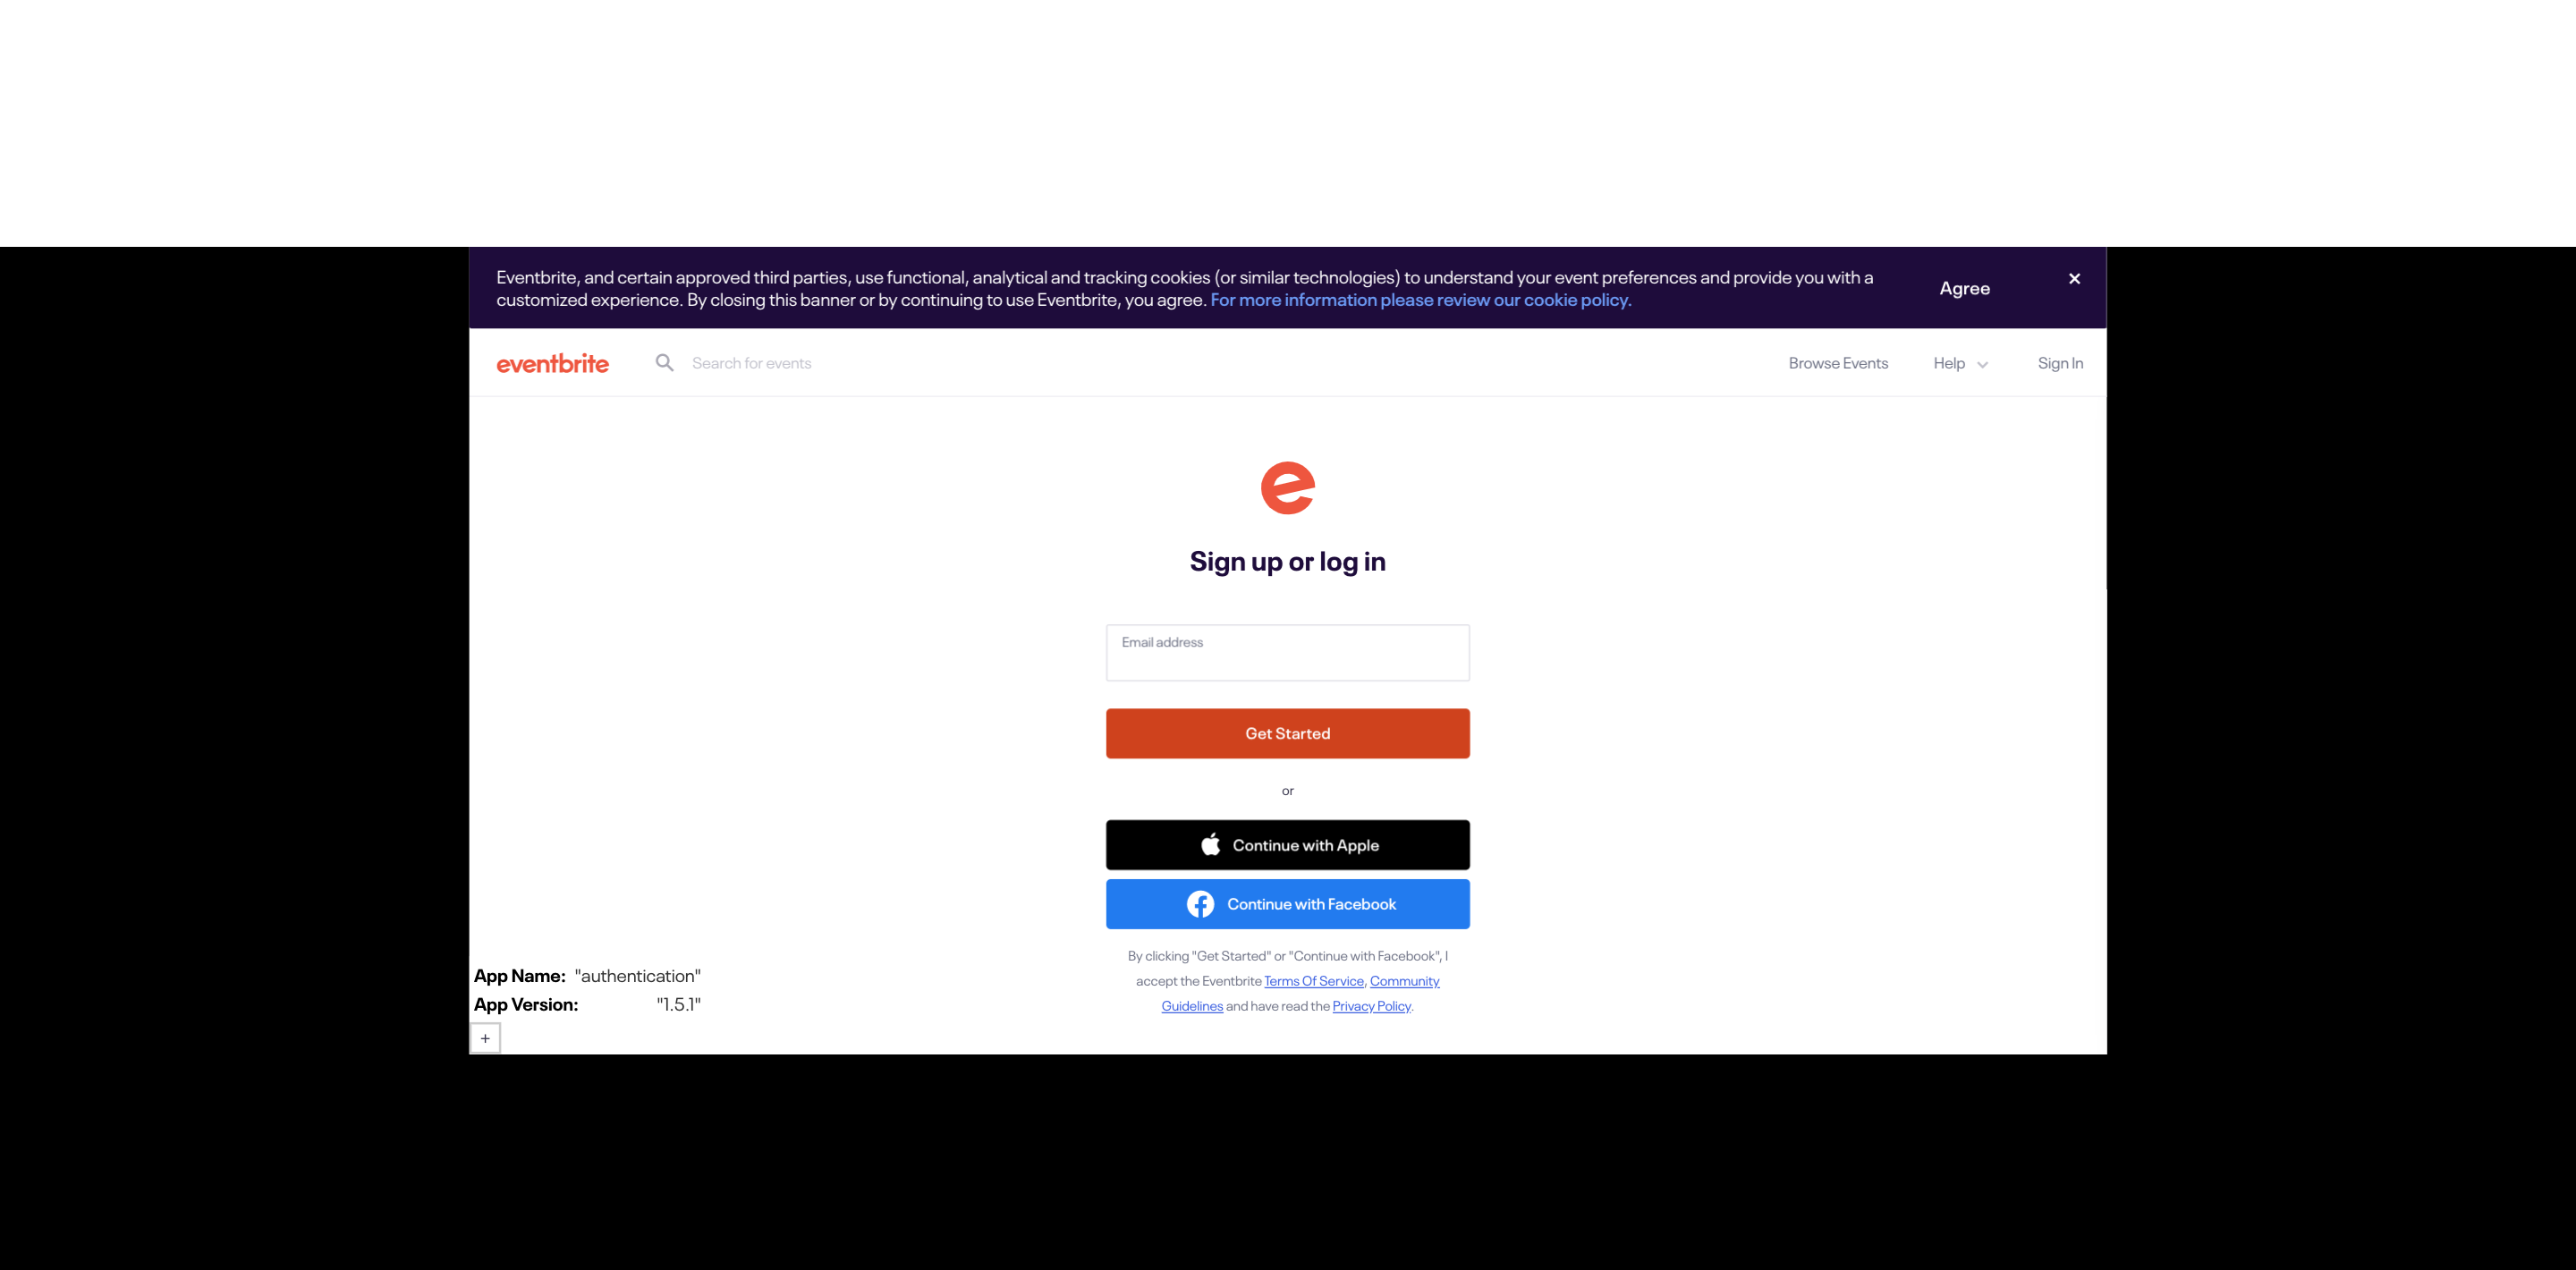 Eventbrite, and certain approved third parties, use functional, analytical and tracking cookies (or similar technologies) to understand your event preferences and provide you with a
customized experience. By closing this banner or by continuing to use Eventbrite, you agree. For more information please review our cookie policy.
Agree
×
eventbrite
Search for events
Browse Events
Help
Sign In
e
Sign up or log in
Email address
Get Started
or
Continue with Apple
Continue with Facebook
By clicking "Get Started" or "Continue with Facebook", I
accept the Eventbrite Terms Of Service, Community
Guidelines and have read the Privacy Policy.
App Name: "authentication"
App Version: "1.5.1"
+